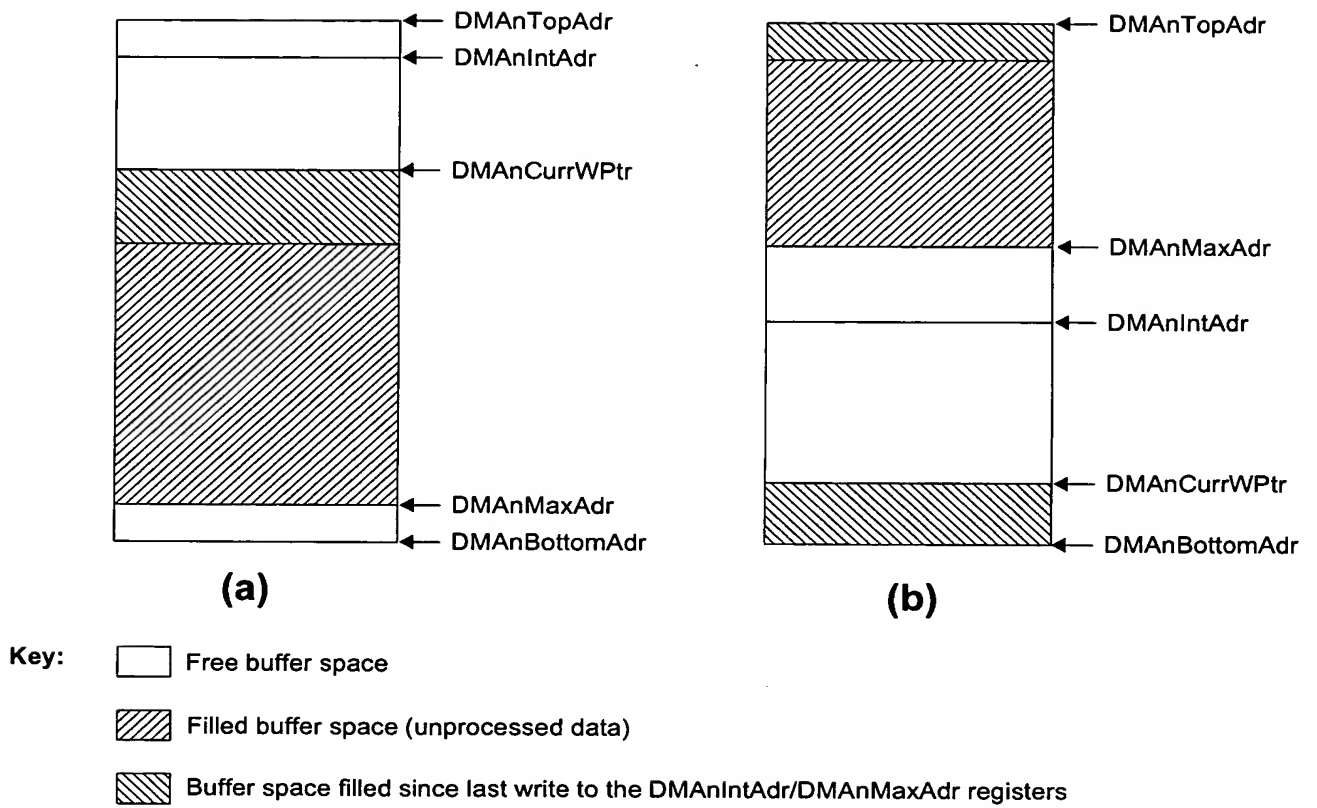 DMAnTopAdr
DMAnIntAdr
DMAnCurrWPtr
DMAnMaxAdr
DMAnBottomAdr
(a)
DMAnTopAdr
DMAnMaxAdr
DMAnIntAdr
DMAnCurrWPtr
DMAnBottomAdr
(b)
Key:
Free buffer space
Filled buffer space (unprocessed data)
Buffer space filled since last write to the DMAnIntAdr/DMAnMaxAdr registers